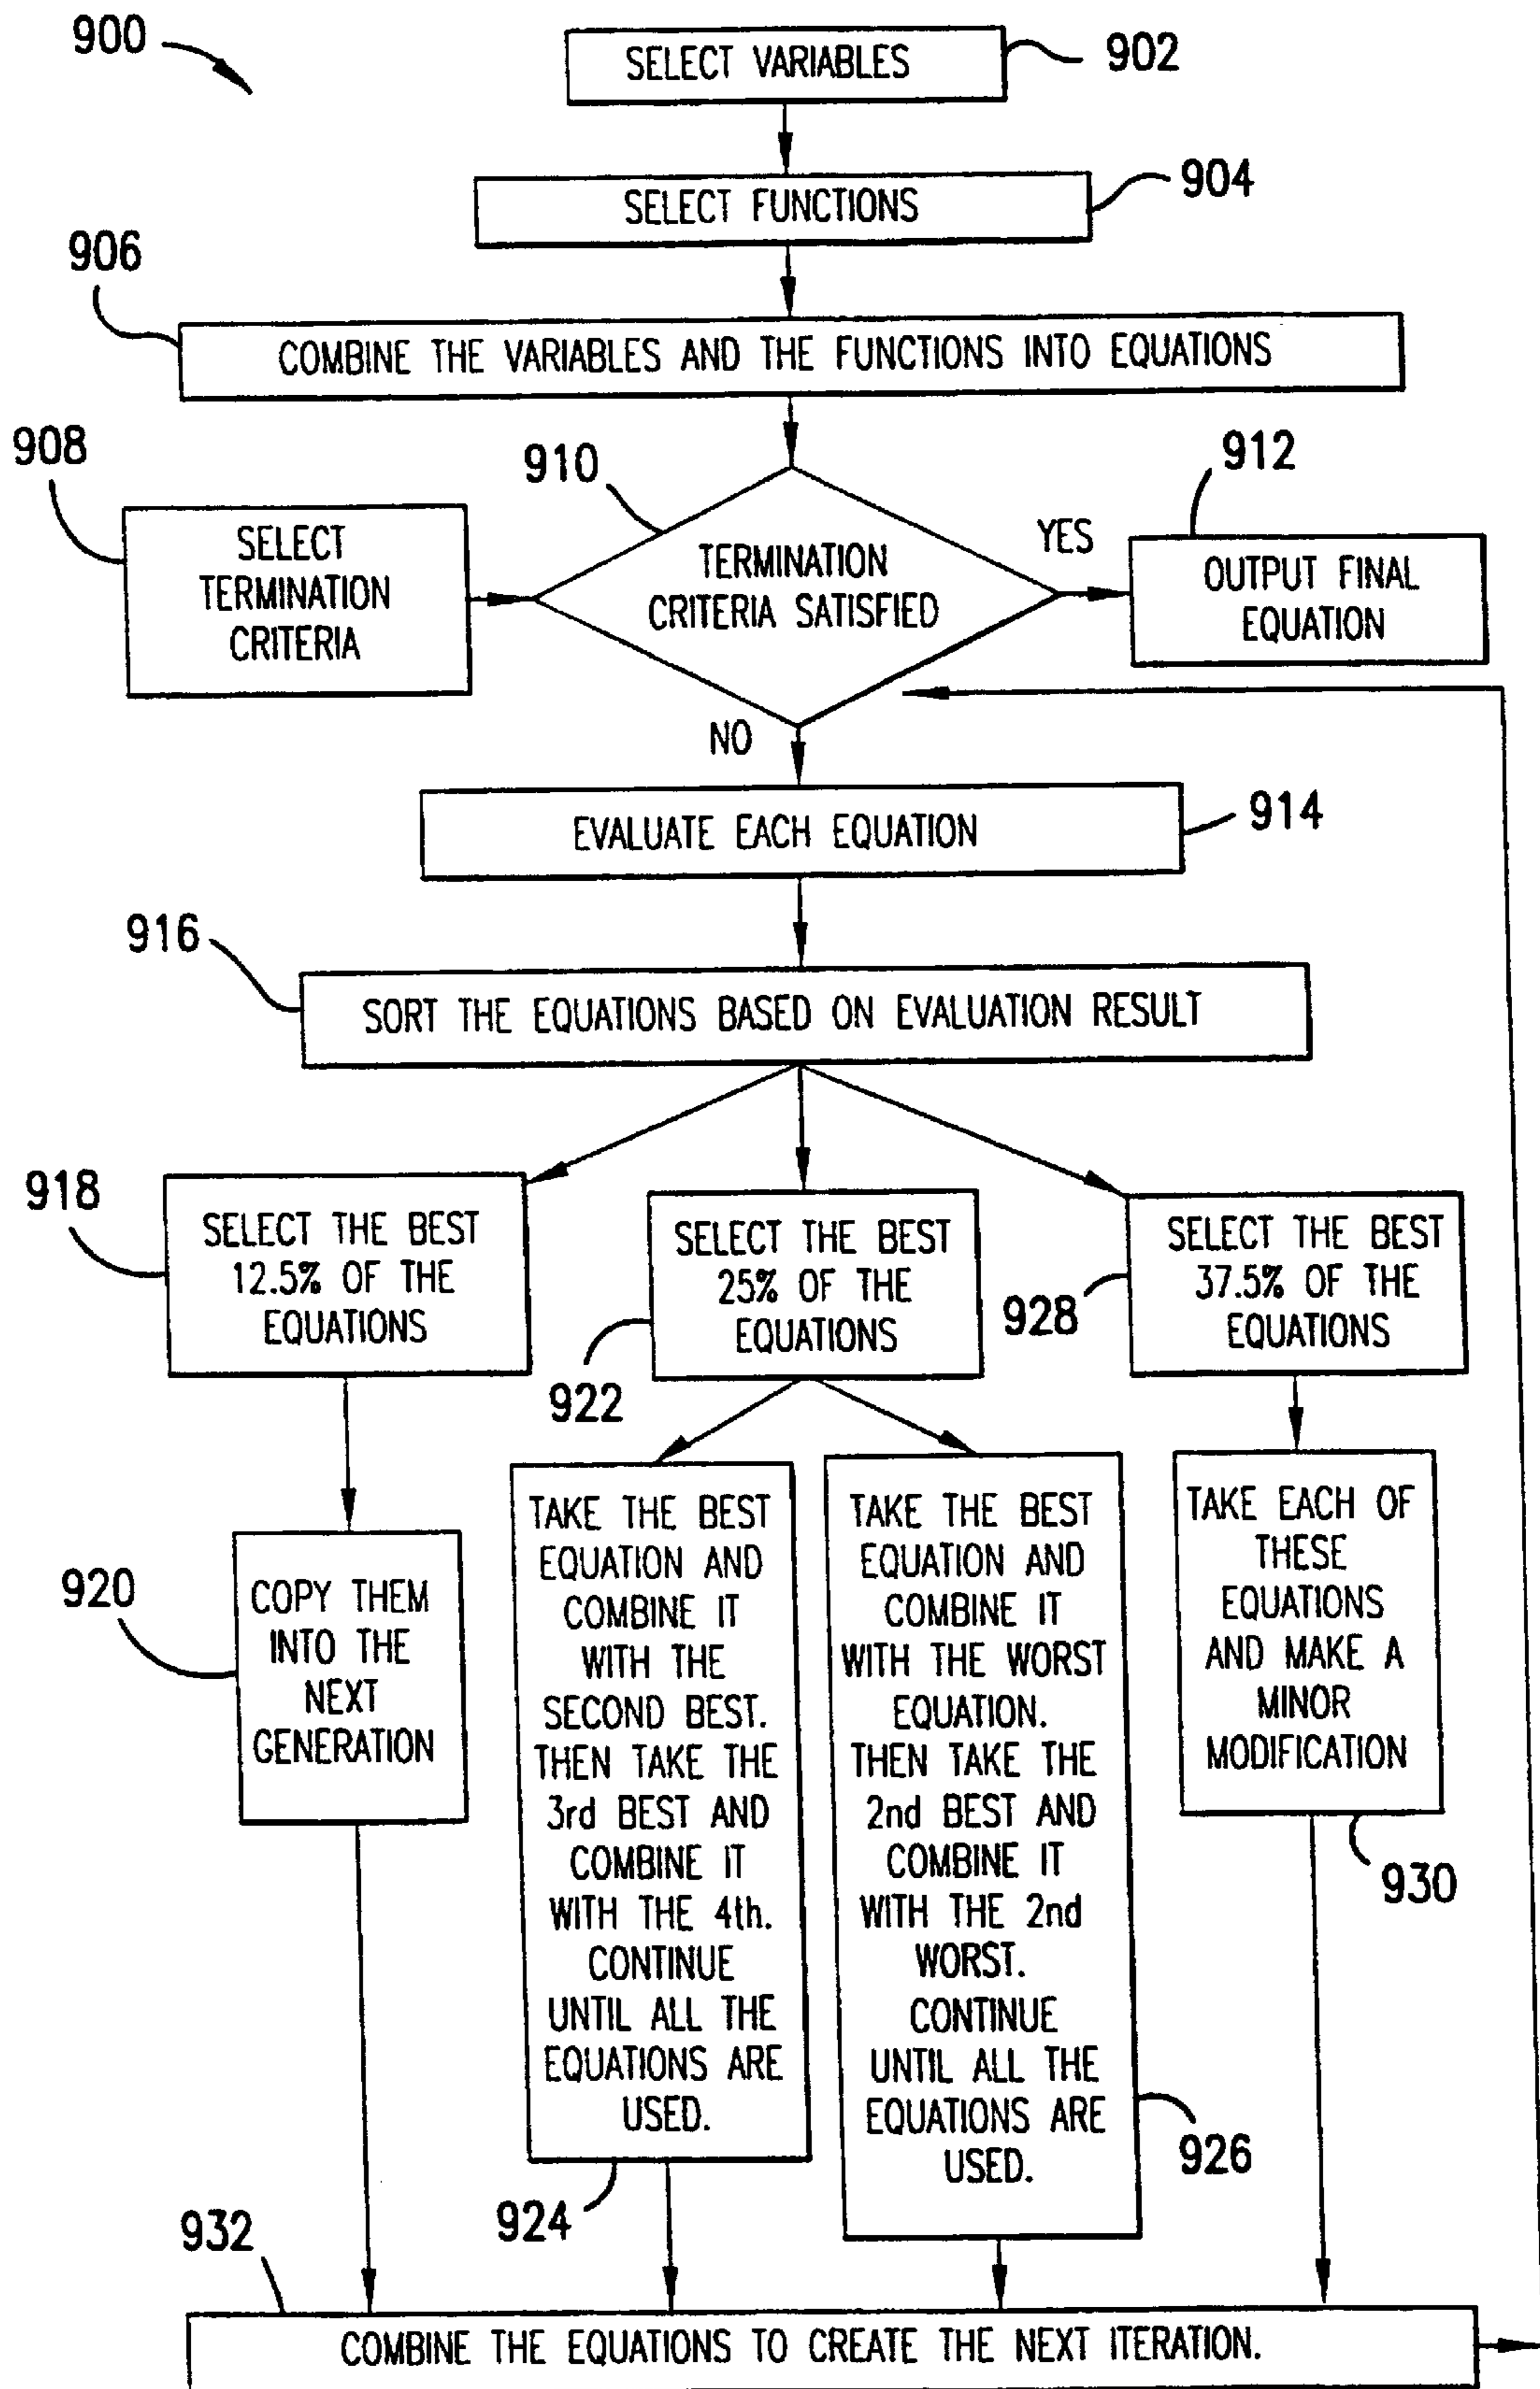 900
SELECT VARIABLES
902
SELECT FUNCTIONS
904
906
COMBINE THE VARIABLES AND THE FUNCTIONS INTO EQUATIONS
908
SELECT
TERMINATION
CRITERIA
910
TERMINATION
CRITERIA SATISFIED
YES
912
OUTPUT FINAL
EQUATION
NO
EVALUATE EACH EQUATION
914
916
SORT THE EQUATIONS BASED ON EVALUATION RESULT
918
SELECT THE BEST
12.5% OF THE
EQUATIONS
SELECT THE BEST
25% OF THE
EQUATIONS
922
928
SELECT THE BEST
37.5% OF THE
EQUATIONS
920
COPY THEM
INTO THE
NEXT
GENERATION
TAKE THE BEST
EQUATION AND
COMBINE IT
WITH THE
SECOND BEST.
THEN TAKE THE
3rd BEST AND
COMBINE IT
WITH THE 4th.
CONTINUE
UNTIL ALL THE
EQUATIONS ARE
USED.
924
TAKE THE BEST
EQUATION AND
COMBINE IT
WITH THE WORST
EQUATION.
THEN TAKE THE
2nd BEST AND
COMBINE IT
WITH THE 2nd
WORST.
CONTINUE
UNTIL ALL THE
EQUATIONS ARE
USED.
926
TAKE EACH OF
THESE
EQUATIONS
AND MAKE A
MINOR
MODIFICATION
930
932
COMBINE THE EQUATIONS TO CREATE THE NEXT ITERATION.